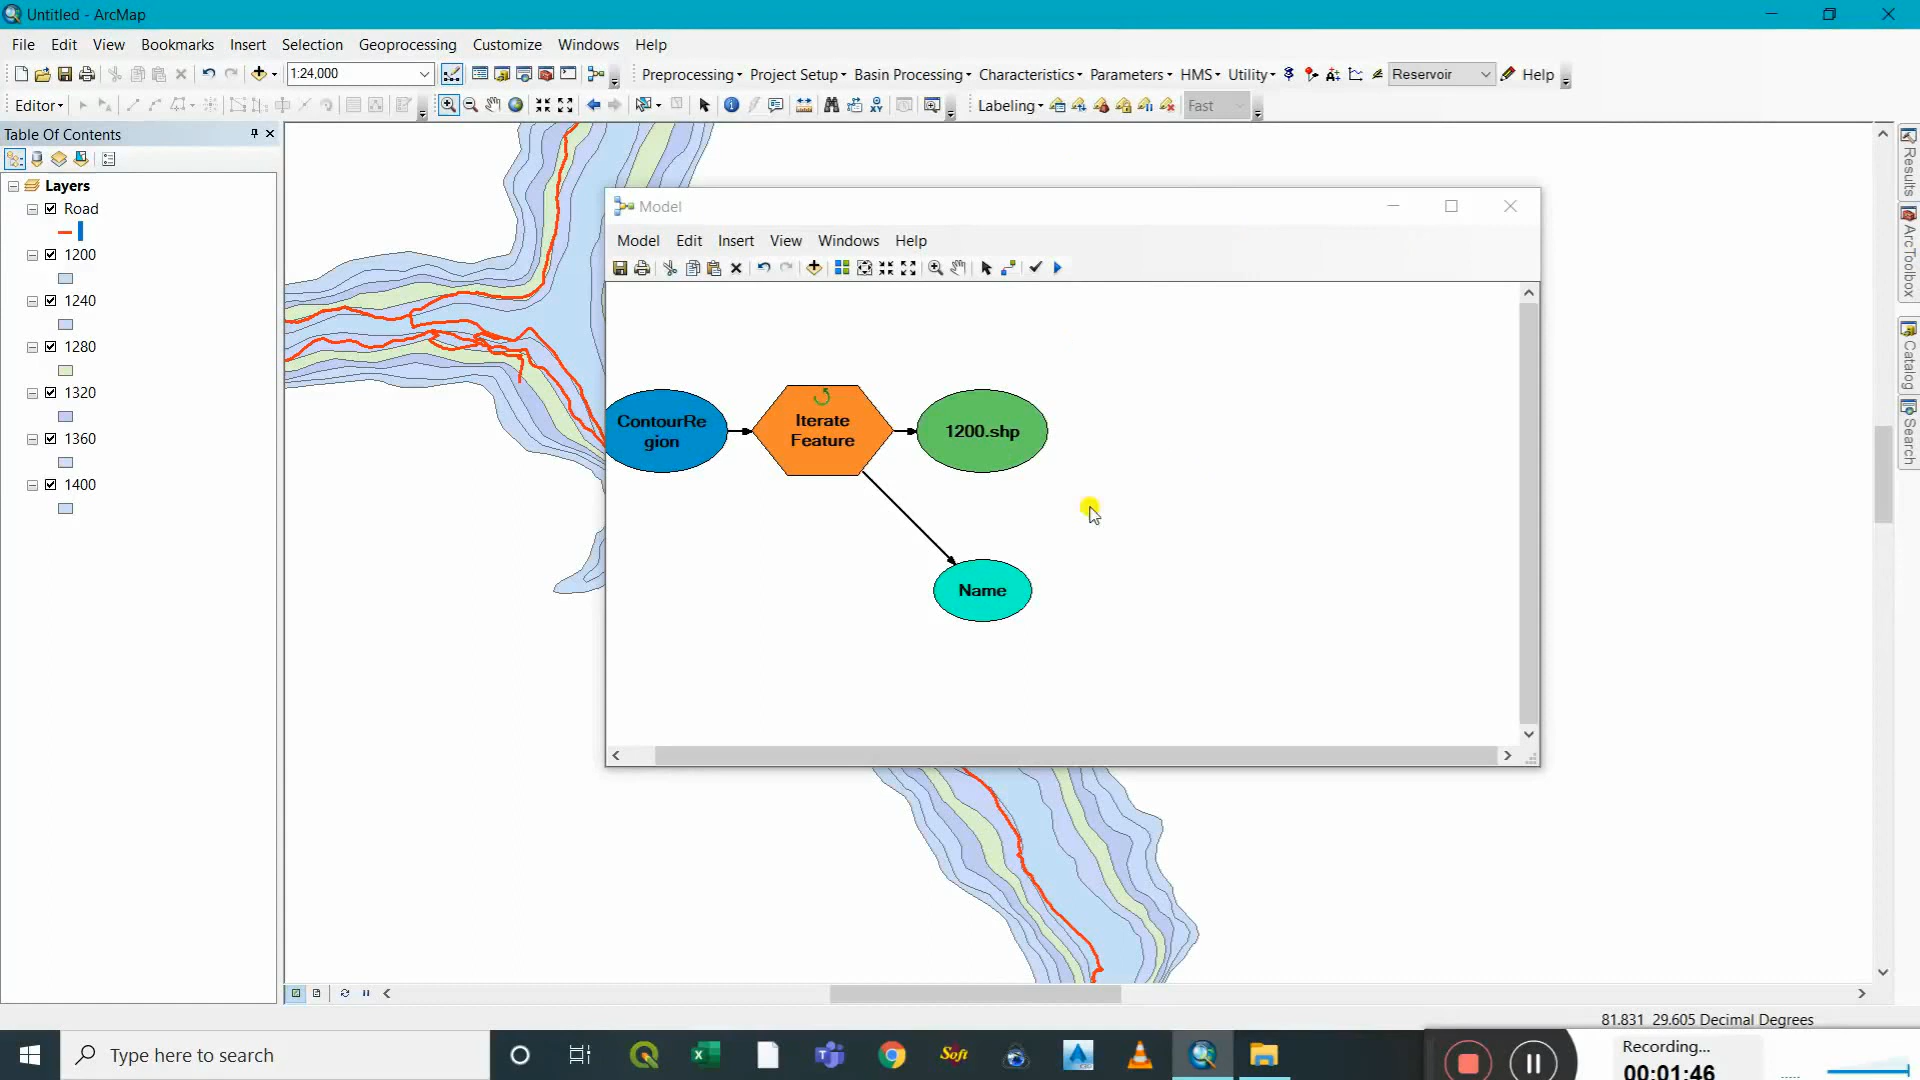 Untitled - ArcMap
File Edit View Bookmarks Insert Selection Geoprocessing Customize Windows Help
1:24,000 Preprocessing Project Setup Basin Processing Characteristics Parameters HMS Utility Reservoir Help
Editor Labeling Fast
Table Of Contents
Layers
Road
1200
1240
1280
1320
1360
1400
Model
Model Edit Insert View Windows Help
ContourRe
gion
Iterate
Feature
1200.shp
Name
Results
ArcToolbox
Catalog
Search
81.831 29.605 Decimal Degrees
Type here to search
Soft
Recording...
00:01:46